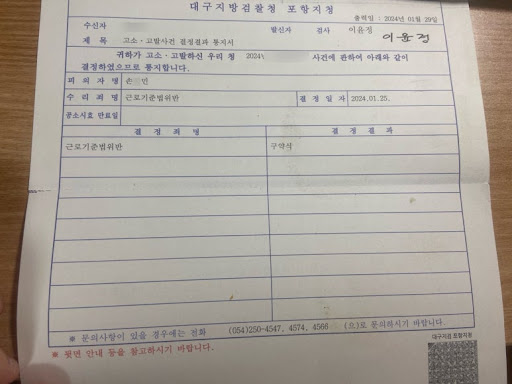 대구지방검찰청 포항지청
출력일 : 2024년 01월 29일
수신자 발신자 검사 이윤정 이윤정
제 목 고소 · 고발사건 결정결과 통지서
귀하가 고소 · 고발하신 우리 청 2024 사건에 관하여 아래와 같이
결정하였으므로 통지합니다.
피 의 자 명 손 민
수 리 죄 명 근로기준법위반 결 정 일 자 2024.01.25.
공소시효 만료일
결 정 죄 명 결 정 결 과
근로기준법위반 구약식
※ 문의사항이 있을 경우에는 전화 (054)250-4547, 4574, 4566 (으)로 문의하시기 바랍니다.
※ 뒷면 안내 등을 참고하시기 바랍니다.
대구지검 포항지청